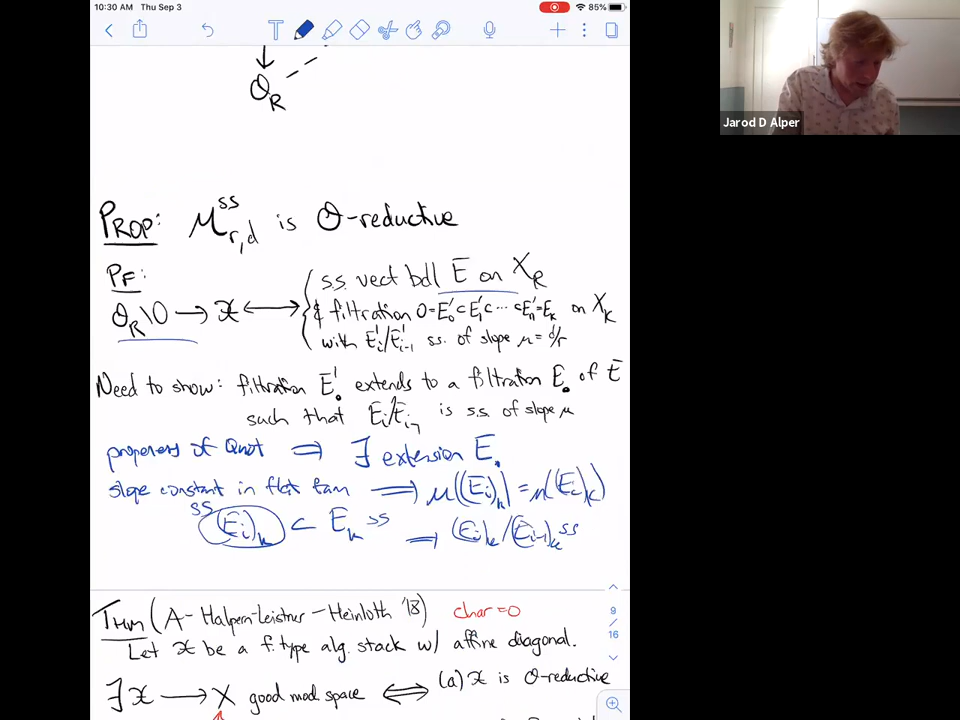 10:30 AM Thu Sep 3
85%
Jarod D Alper
Θ_R
PROP: M^{ss}_{r,d} is Θ-reductive
PF:
Θ_R\0 → 𝒳 ⟷ { s.s. vect bdl E on X_R
& filtration 0=E'_0⊂E'_1⊂⋯⊂E'_n=E_K on X_K
with E'_i/E'_{i-1} ss. of slope μ=d/r
Need to show: filtration E'_• extends to a filtration E_• of E
such that E_i/E_{i-1} is s.s. of slope μ
properness of Quot ⟹ ∃ extension E_•
slope constant in flat fam ⟹ μ((E_i)_k) = μ((E_i)_K)
ss (E_i)_k ⊂ E_k ss ⟹ (E_i)_k/(E_{i-1})_k ss
THM (A-Halpern-Leistner-Heinloth '18) char=0
Let 𝒳 be a f.type alg. stack w/ affine diagonal.
∃𝒳 → X good mod space ⟺ (a) 𝒳 is Θ-reductive
9
/
16